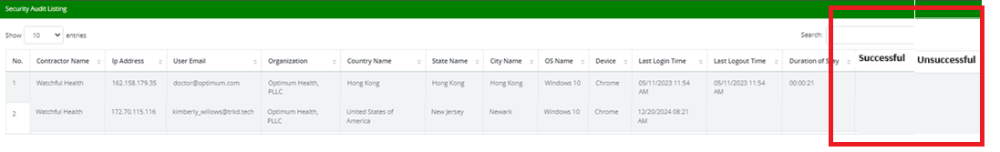 Security Audit Listing
Show 10 entries
Search:
No. Contractor Name Ip Address User Email Organization Country Name State Name City Name OS Name Device Last Login Time Last Logout Time Duration of Stay Successful Unsuccessful
1 Watchful Health 162.158.179.35 doctor@optimum.com Optimum Health, Hong Kong Hong Kong Hong Kong Windows 10 Chrome 05/11/2023 11:54 05/11/2023 11:54 00:00:21
PLLC AM AM
2 Watchful Health 172.70.115.116 kimberly_willows@trkd.tech Optimum Health, United States of New Jersey Newark Windows 10 Chrome 12/20/2024 08:21
PLLC America AM